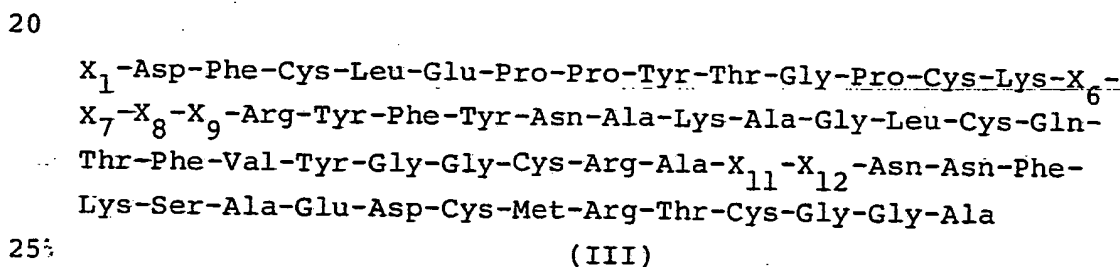 20
X1-Asp-Phe-Cys-Leu-Glu-Pro-Pro-Tyr-Thr-Gly-Pro-Cys-Lys-X6-
X7-X8-X9-Arg-Tyr-Phe-Tyr-Asn-Ala-Lys-Ala-Gly-Leu-Cys-Gln-
Thr-Phe-Val-Tyr-Gly-Gly-Cys-Arg-Ala-X11-X12-Asn-Asn-Phe-
Lys-Ser-Ala-Glu-Asp-Cys-Met-Arg-Thr-Cys-Gly-Gly-Ala
25 (III)